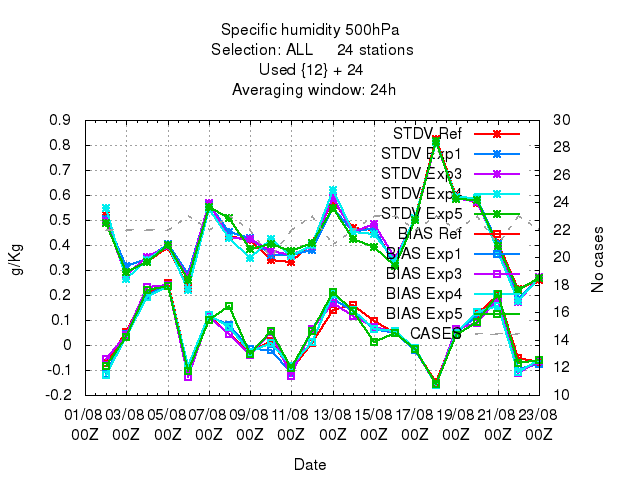 Specific humidity 500hPa
Selection: ALL 24 stations
Used {12} + 24
Averaging window: 24h
0.9
0.8
0.7
0.6
0.5
0.4
0.3
0.2
0.1
0
-0.1
-0.2
g/Kg
30
28
26
24
22
20
18
16
14
12
10
No cases
STDV Ref
STDV Exp1
STDV Exp3
STDV Exp4
STDV Exp5
BIAS Ref
BIAS Exp1
BIAS Exp3
BIAS Exp4
BIAS Exp5
CASES
01/08 03/08 05/08 07/08 09/08 11/08 13/08 15/08 17/08 19/08 21/08 23/08
00Z 00Z 00Z 00Z 00Z 00Z 00Z 00Z 00Z 00Z 00Z 00Z
Date